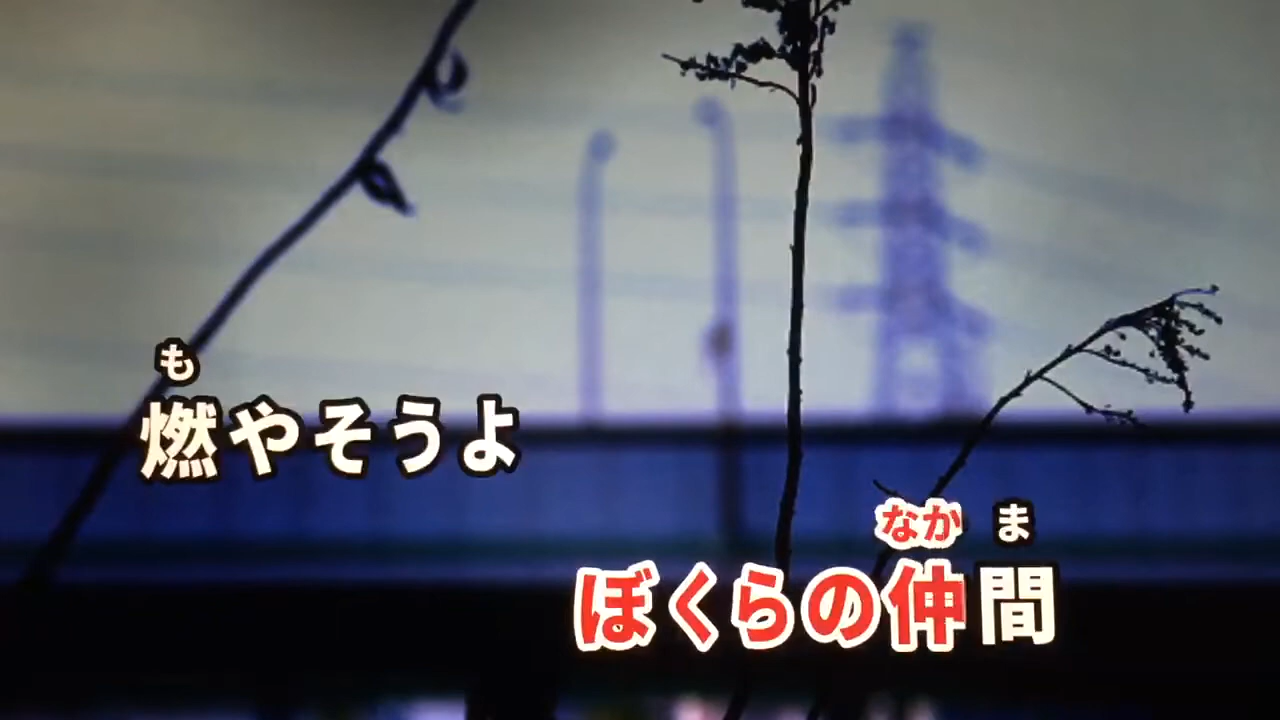 も
燃やそうよ
なかま
ぼくらの仲間